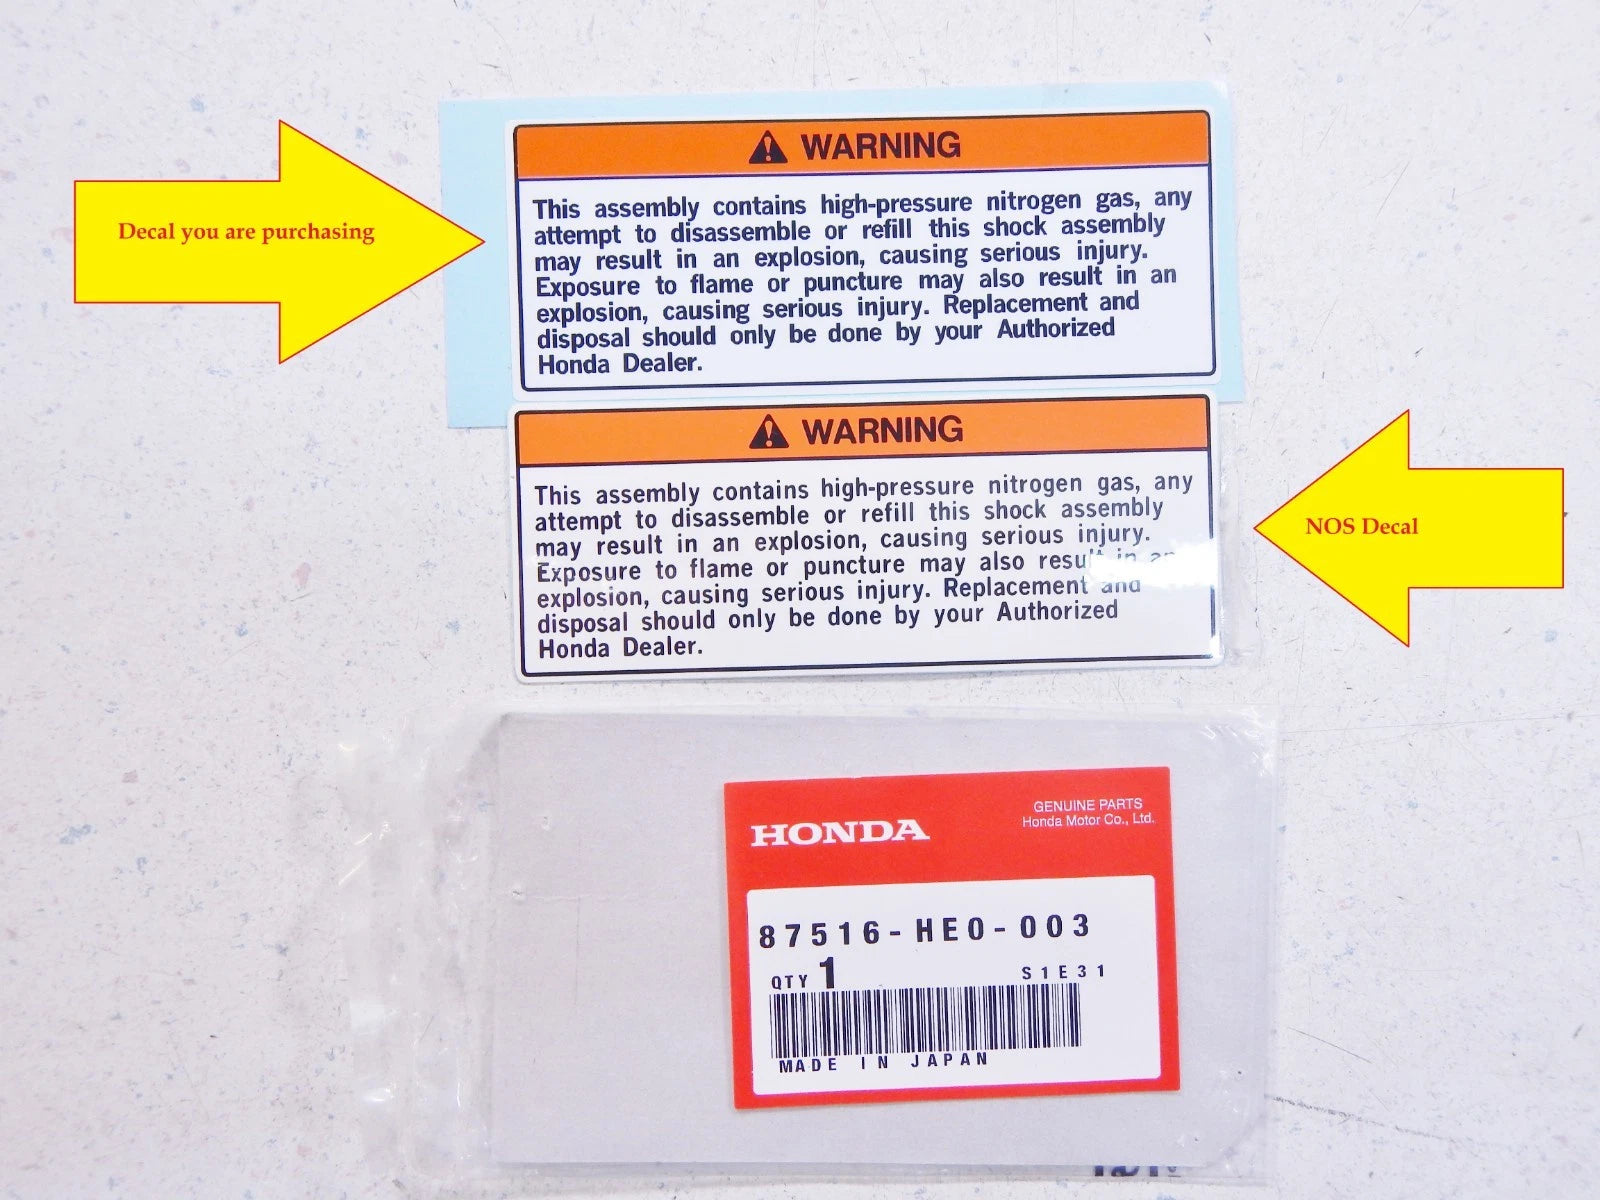 WARNING
This assembly contains high-pressure nitrogen gas, any
attempt to disassemble or refill this shock assembly
may result in an explosion, causing serious injury.
Exposure to flame or puncture may also result in an
explosion, causing serious injury. Replacement and
disposal should only be done by your Authorized
Honda Dealer.
Decal you are purchasing
WARNING
This assembly contains high-pressure nitrogen gas, any
attempt to disassemble or refill this shock assembly
may result in an explosion, causing serious injury.
Exposure to flame or puncture may also result in an
explosion, causing serious injury. Replacement and
disposal should only be done by your Authorized
Honda Dealer.
NOS Decal
HONDA
GENUINE PARTS
Honda Motor Co., Ltd.
87516-HE0-003
QTY 1
S1E31
MADE IN JAPAN